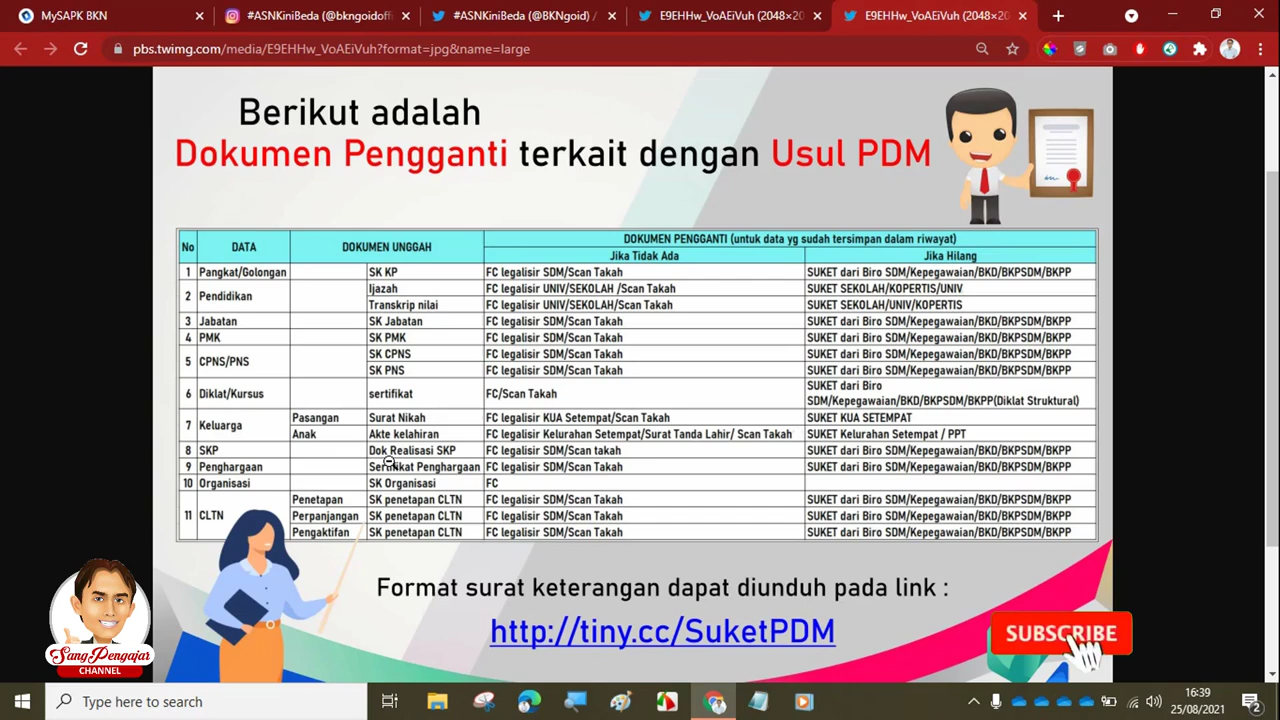 MySAPK BKN
#ASNKiniBeda (@bkngoidoffi
#ASNKiniBeda (@BKNgoid) /
E9EHHw_VoAEiVuh (2048×20
E9EHHw_VoAEiVuh (2048×20
pbs.twimg.com/media/E9EHHw_VoAEiVuh?format=jpg&name=large
Berikut adalah
Dokumen Pengganti terkait dengan Usul PDM
No DATA DOKUMEN UNGGAH DOKUMEN PENGGANTI (untuk data yg sudah tersimpan dalam riwayat)
Jika Tidak Ada Jika Hilang
1 Pangkat/Golongan SK KP FC legalisir SDM/Scan Takah SUKET dari Biro SDM/Kepegawaian/BKD/BKPSDM/BKPP
2 Pendidikan Ijazah FC legalisir UNIV/SEKOLAH /Scan Takah SUKET SEKOLAH/KOPERTIS/UNIV
Transkrip nilai FC legalisir UNIV/SEKOLAH/Scan Takah SUKET SEKOLAH/UNIV/KOPERTIS
3 Jabatan SK Jabatan FC legalisir SDM/Scan Takah SUKET dari Biro SDM/Kepegawaian/BKD/BKPSDM/BKPP
4 PMK SK PMK FC legalisir SDM/Scan Takah SUKET dari Biro SDM/Kepegawaian/BKD/BKPSDM/BKPP
5 CPNS/PNS SK CPNS FC legalisir SDM/Scan Takah SUKET dari Biro SDM/Kepegawaian/BKD/BKPSDM/BKPP
SK PNS FC legalisir SDM/Scan Takah SUKET dari Biro SDM/Kepegawaian/BKD/BKPSDM/BKPP
6 Diklat/Kursus sertifikat FC/Scan Takah SUKET dari Biro
SDM/Kepegawaian/BKD/BKPSDM/BKPP(Diklat Struktural)
7 Keluarga Pasangan Surat Nikah FC legalisir KUA Setempat/Scan Takah SUKET KUA SETEMPAT
Anak Akte kelahiran FC legalisir Kelurahan Setempat/Surat Tanda Lahir/ Scan Takah SUKET Kelurahan Setempat / PPT
8 SKP Dok Realisasi SKP FC legalisir SDM/Scan takah SUKET dari Biro SDM/Kepegawaian/BKD/BKPSDM/BKPP
9 Penghargaan Sertifikat Penghargaan FC legalisir SDM/Scan Takah SUKET dari Biro SDM/Kepegawaian/BKD/BKPSDM/BKPP
10 Organisasi SK Organisasi FC
11 CLTN Penetapan SK penetapan CLTN FC legalisir SDM/Scan Takah SUKET dari Biro SDM/Kepegawaian/BKD/BKPSDM/BKPP
Perpanjangan SK penetapan CLTN FC legalisir SDM/Scan Takah SUKET dari Biro SDM/Kepegawaian/BKD/BKPSDM/BKPP
Pengaktifan SK penetapan CLTN FC legalisir SDM/Scan Takah SUKET dari Biro SDM/Kepegawaian/BKD/BKPSDM/BKPP
Format surat keterangan dapat diunduh pada link :
http://tiny.cc/SuketPDM
SUBSCRIBE
SangPengajar
CHANNEL
Type here to search
16:39
25/08/2021
2